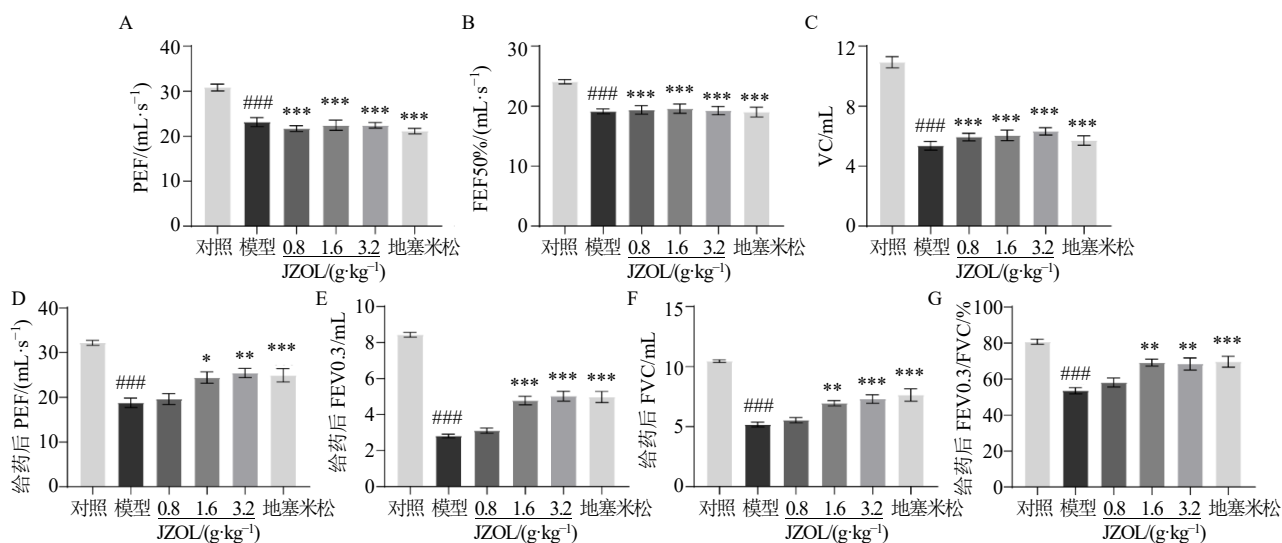 A
PEF/(mL·s⁻¹)
40
30
20
10
0
###
***
***
***
***
对照 模型 0.8 1.6 3.2 地塞米松
JZOL/(g·kg⁻¹)
B
FEF50%/(mL·s⁻¹)
30
20
10
0
###
***
***
***
***
对照 模型 0.8 1.6 3.2 地塞米松
JZOL/(g·kg⁻¹)
C
VC/mL
12
8
4
0
###
***
***
***
***
对照 模型 0.8 1.6 3.2 地塞米松
JZOL/(g·kg⁻¹)
D
给药后 PEF/(mL·s⁻¹)
40
30
20
10
0
###
*
**
***
对照 模型 0.8 1.6 3.2 地塞米松
JZOL/(g·kg⁻¹)
E
给药后 FEV0.3/mL
8
6
4
2
0
###
***
***
***
对照 模型 0.8 1.6 3.2 地塞米松
JZOL/(g·kg⁻¹)
F
给药后 FVC/mL
15
10
5
0
###
**
***
***
对照 模型 0.8 1.6 3.2 地塞米松
JZOL/(g·kg⁻¹)
G
给药后 FEV0.3/FVC/%
100
80
60
40
20
0
###
**
**
***
对照 模型 0.8 1.6 3.2 地塞米松
JZOL/(g·kg⁻¹)